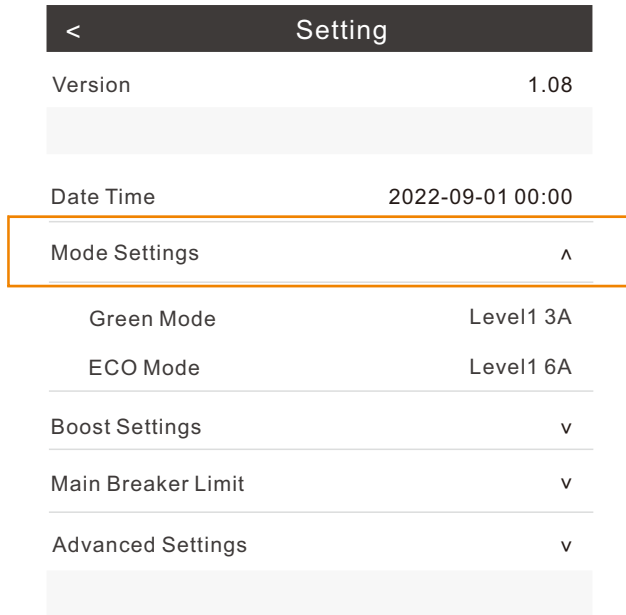 < Setting
Version 1.08
Date Time 2022-09-01 00:00
Mode Settings ʌ
Green Mode Level1 3A
ECO Mode Level1 6A
Boost Settings v
Main Breaker Limit v
Advanced Settings v